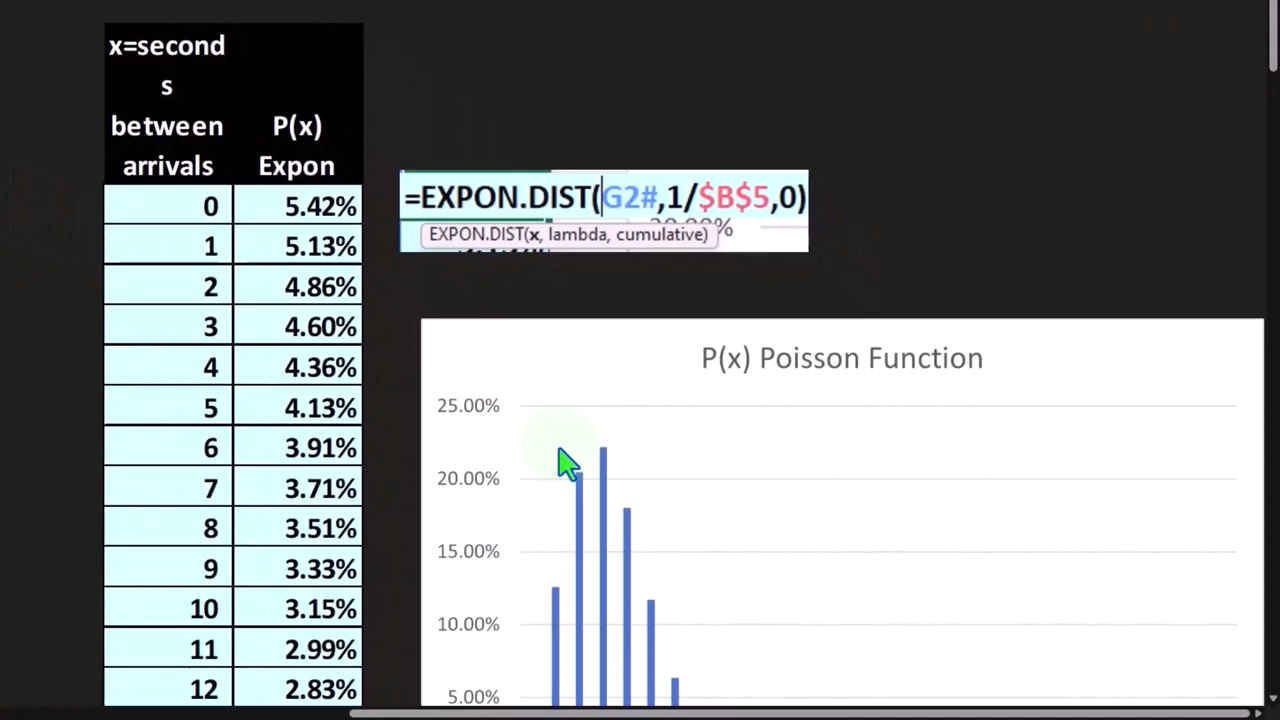 x=second
s
between
arrivals
P(x)
Expon
=EXPON.DIST(G2#,1/$B$5,0)
EXPON.DIST(x, lambda, cumulative)
0 5.42%
1 5.13%
2 4.86%
3 4.60%
4 4.36%
5 4.13%
6 3.91%
7 3.71%
8 3.51%
9 3.33%
10 3.15%
11 2.99%
12 2.83%
P(x) Poisson Function
25.00%
20.00%
15.00%
10.00%
5.00%